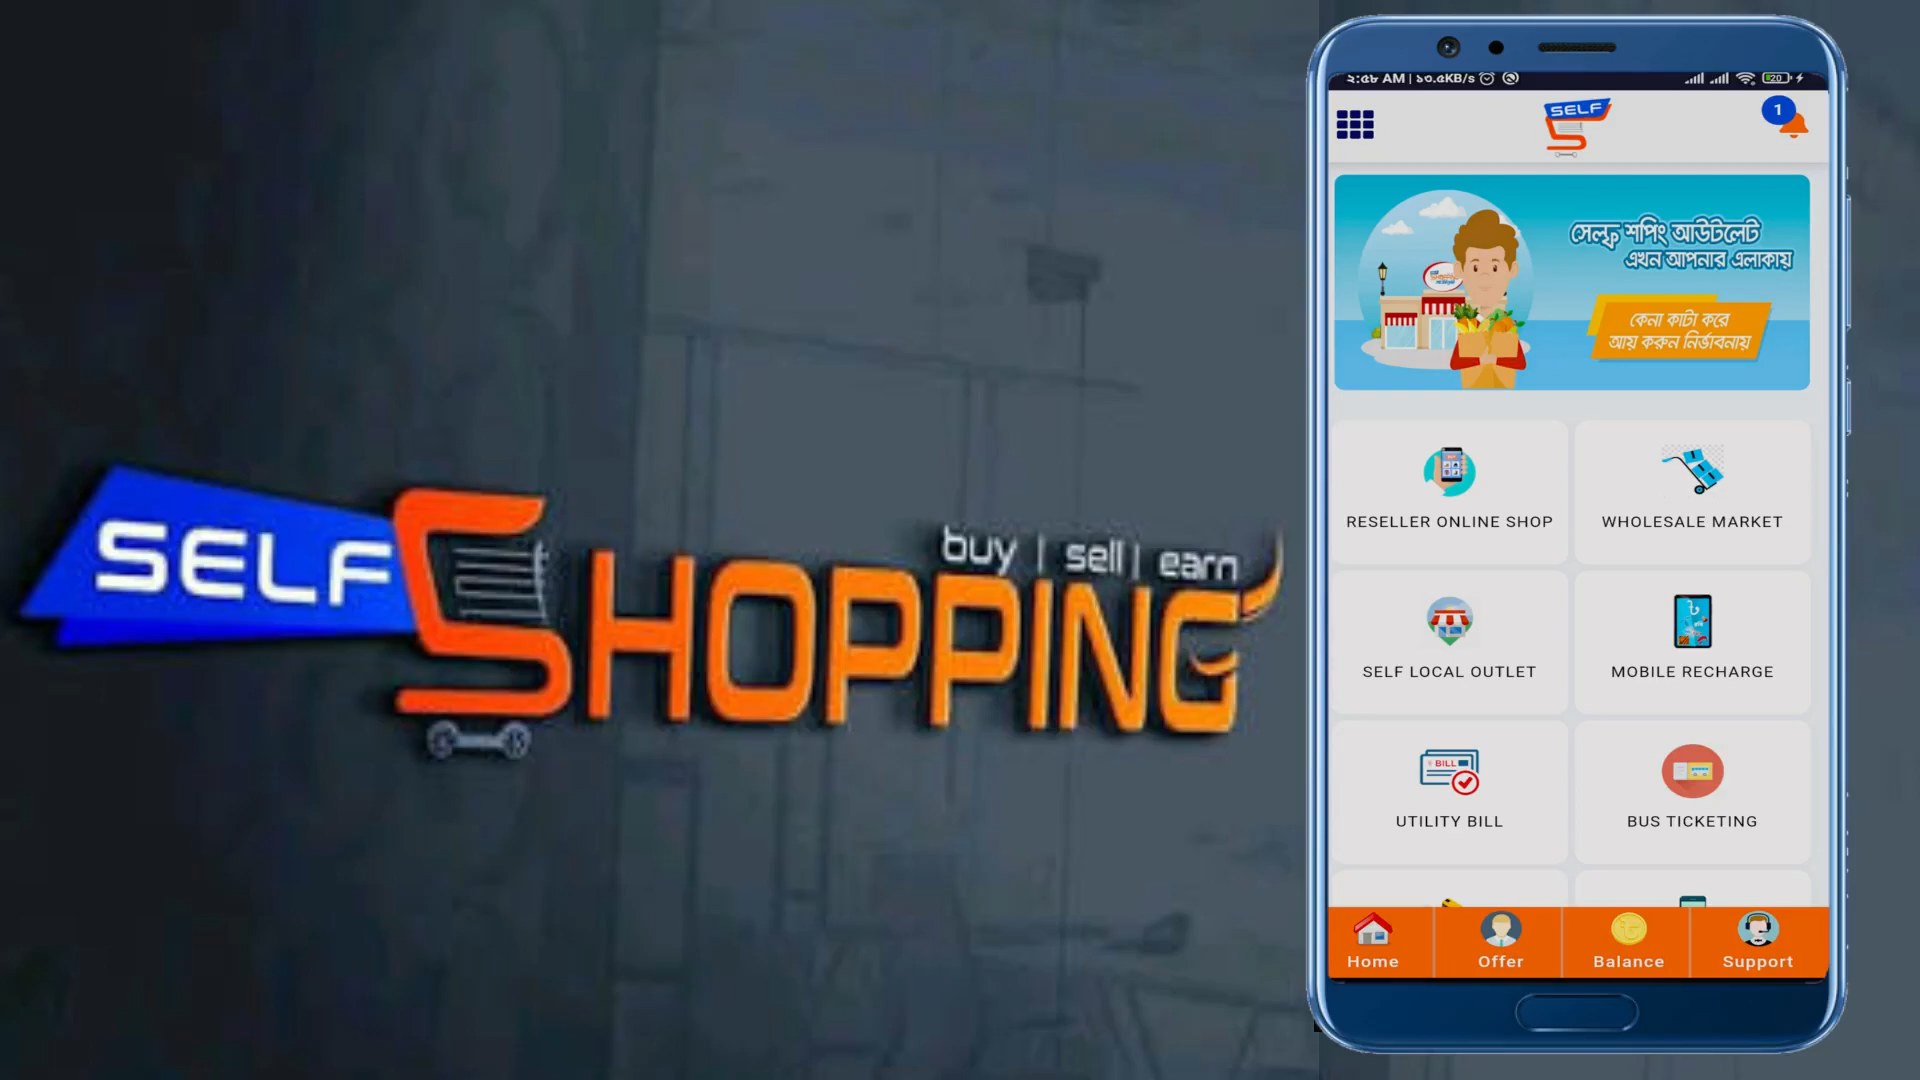 SELF
SHOPPING
buy | sell | earn
২:৫৮ AM | ১০.৫KB/s
20
SELF
1
সেল্ফ শপিং আউটলেট
এখন আপনার এলাকায়
কেনা কাটা করে
আয় করুন নির্ভাবনায়
RESELLER ONLINE SHOP
WHOLESALE MARKET
SELF LOCAL OUTLET
MOBILE RECHARGE
BILL
UTILITY BILL
BUS TICKETING
Home
Offer
Balance
Support